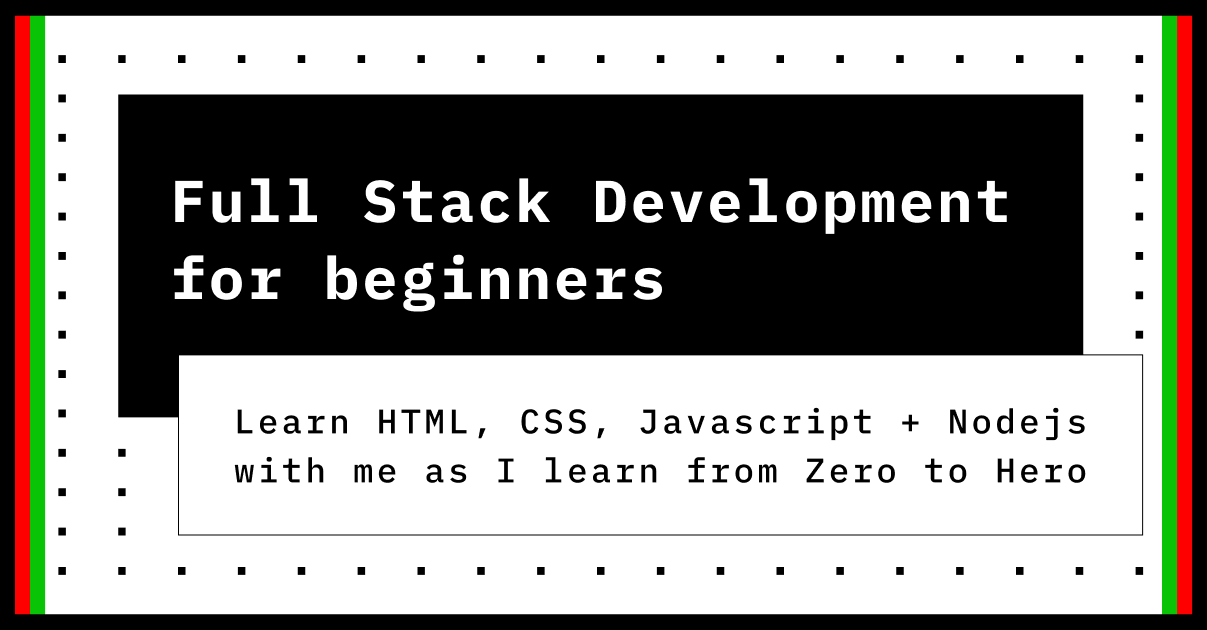 Full Stack Development
for beginners
Learn HTML, CSS, Javascript + Nodejs
with me as I learn from Zero to Hero